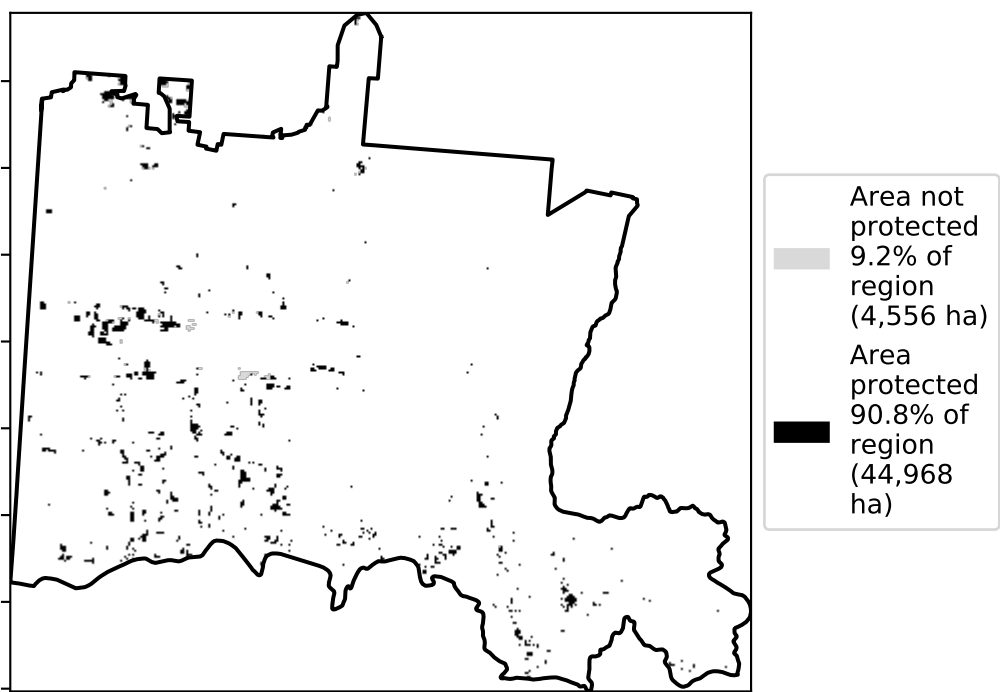 Area not
protected
9.2% of
region
(4,556 ha)
Area
protected
90.8% of
region
(44,968
ha)